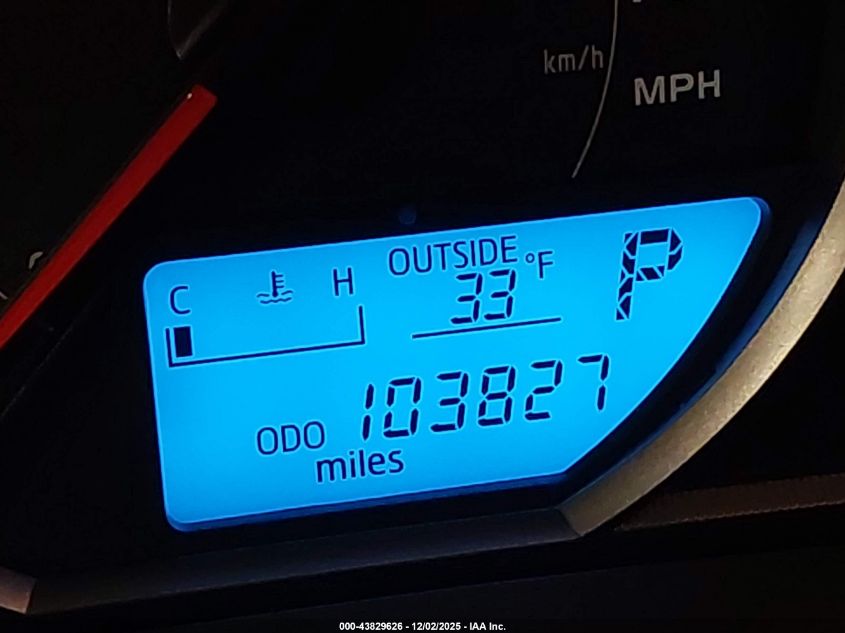 km/h
MPH
OUTSIDE
C H 33 °F P
ODO 103827
miles
000-43829626 - 12/02/2025 - IAA Inc.